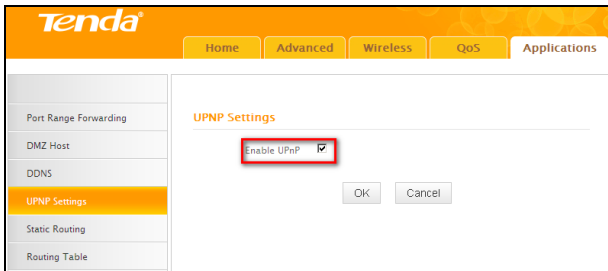 Tenda®
Home Advanced Wireless QoS Applications
Port Range Forwarding
DMZ Host
DDNS
UPNP Settings
Static Routing
Routing Table
UPNP Settings
Enable UPnP
OK Cancel